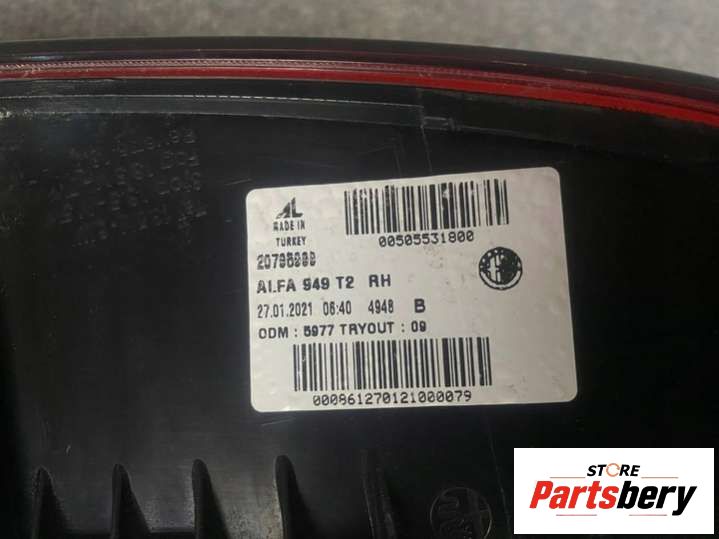 AL
MADE IN
TURKEY
00505531800
ALFA 949 T2 RH
27.01.2021 06:40 4948 B
ODM : 5977 TRYOUT : 09
000861270121000079
STORE
Partsbery